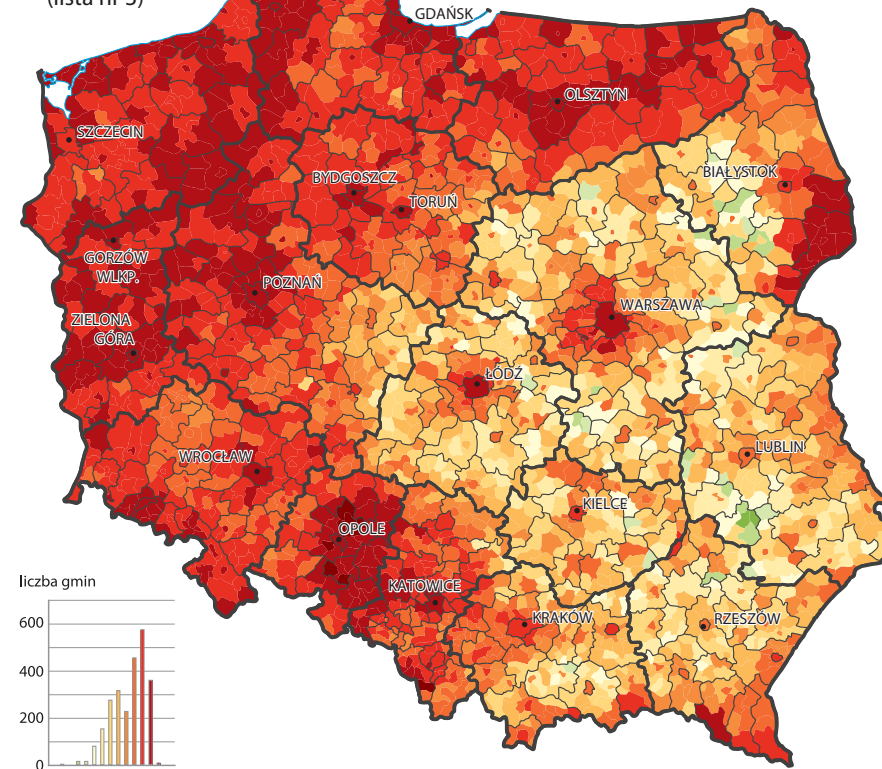 (lista nr 3)
GDAŃSK
OLSZTYN
SZCZECIN
BIAŁYSTOK
BYDGOSZCZ
TORUŃ
GORZÓW
WLKP.
POZNAŃ
WARSZAWA
ZIELONA
GÓRA
ŁÓDŹ
LUBLIN
WROCŁAW
KIELCE
OPOLE
KATOWICE
KRAKÓW
RZESZÓW
liczba gmin
600
400
200
0